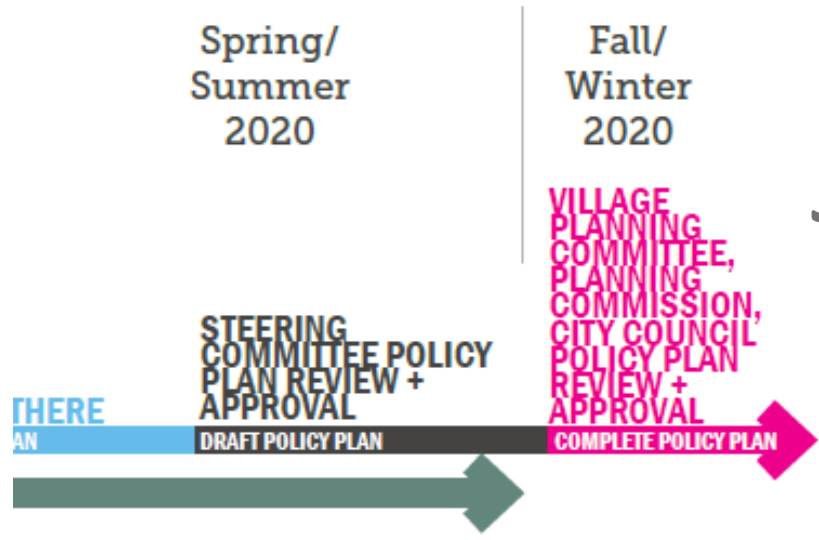 Spring/
Summer
2020
Fall/
Winter
2020
VILLAGE
PLANNING
COMMITTEE,
PLANNING
COMMISSION,
CITY COUNCIL
POLICY PLAN
REVIEW +
APPROVAL
STEERING
COMMITTEE POLICY
PLAN REVIEW +
APPROVAL
THERE
AN
DRAFT POLICY PLAN
COMPLETE POLICY PLAN